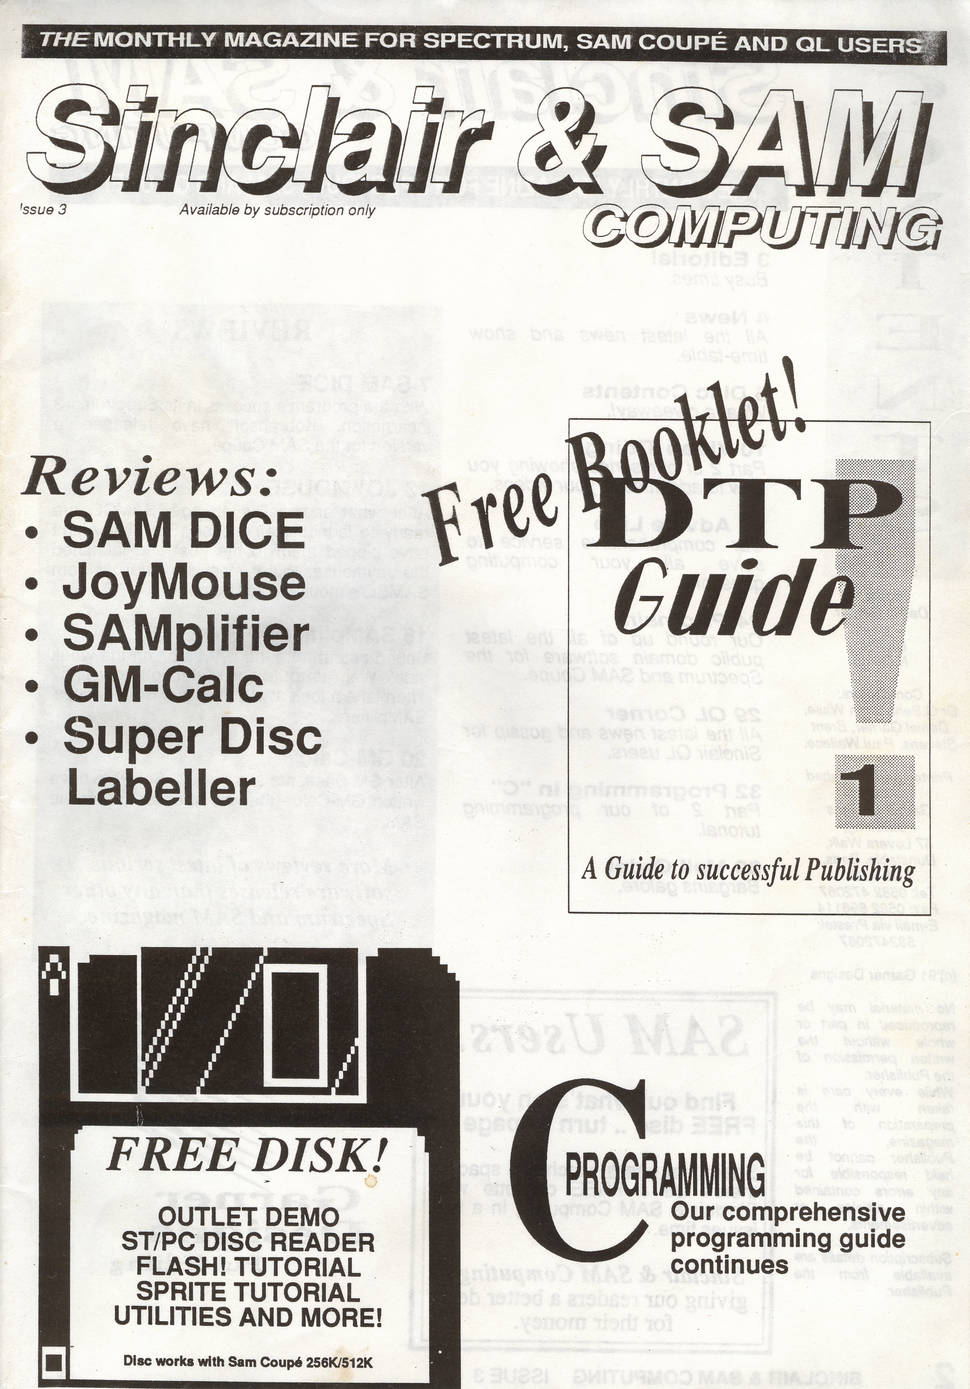 THE MONTHLY MAGAZINE FOR SPECTRUM, SAM COUPÉ AND QL USERS
Sinclair & SAM
COMPUTING
Issue 3
Available by subscription only
Free Booklet!
DTP
Guide
!
1
A Guide to successful Publishing
Reviews:
• SAM DICE
• JoyMouse
• SAMplifier
• GM-Calc
• Super Disc
Labeller
FREE DISK!
OUTLET DEMO
ST/PC DISC READER
FLASH! TUTORIAL
SPRITE TUTORIAL
UTILITIES AND MORE!
Disc works with Sam Coupé 256K/512K
C PROGRAMMING
Our comprehensive
programming guide
continues